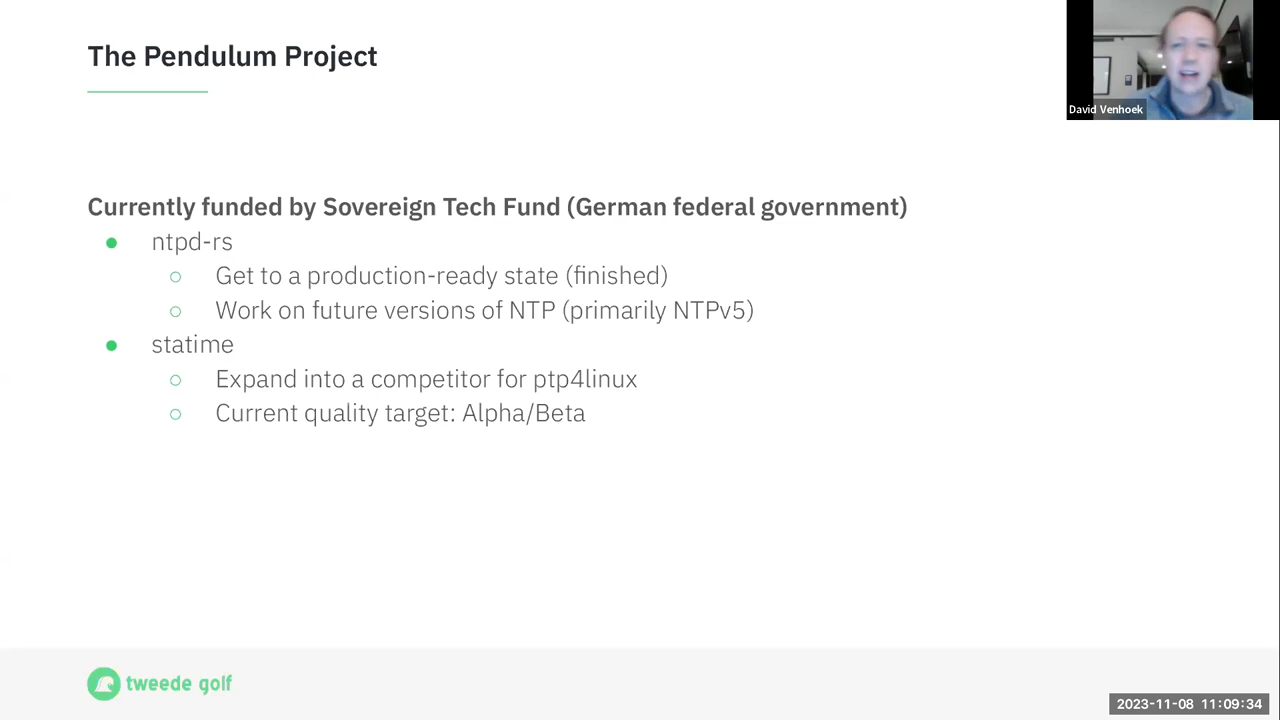 The Pendulum Project
David Venhoek
Currently funded by Sovereign Tech Fund (German federal government)
ntpd-rs
Get to a production-ready state (finished)
Work on future versions of NTP (primarily NTPv5)
statime
Expand into a competitor for ptp4linux
Current quality target: Alpha/Beta
tweede golf
2023-11-08 11:09:34